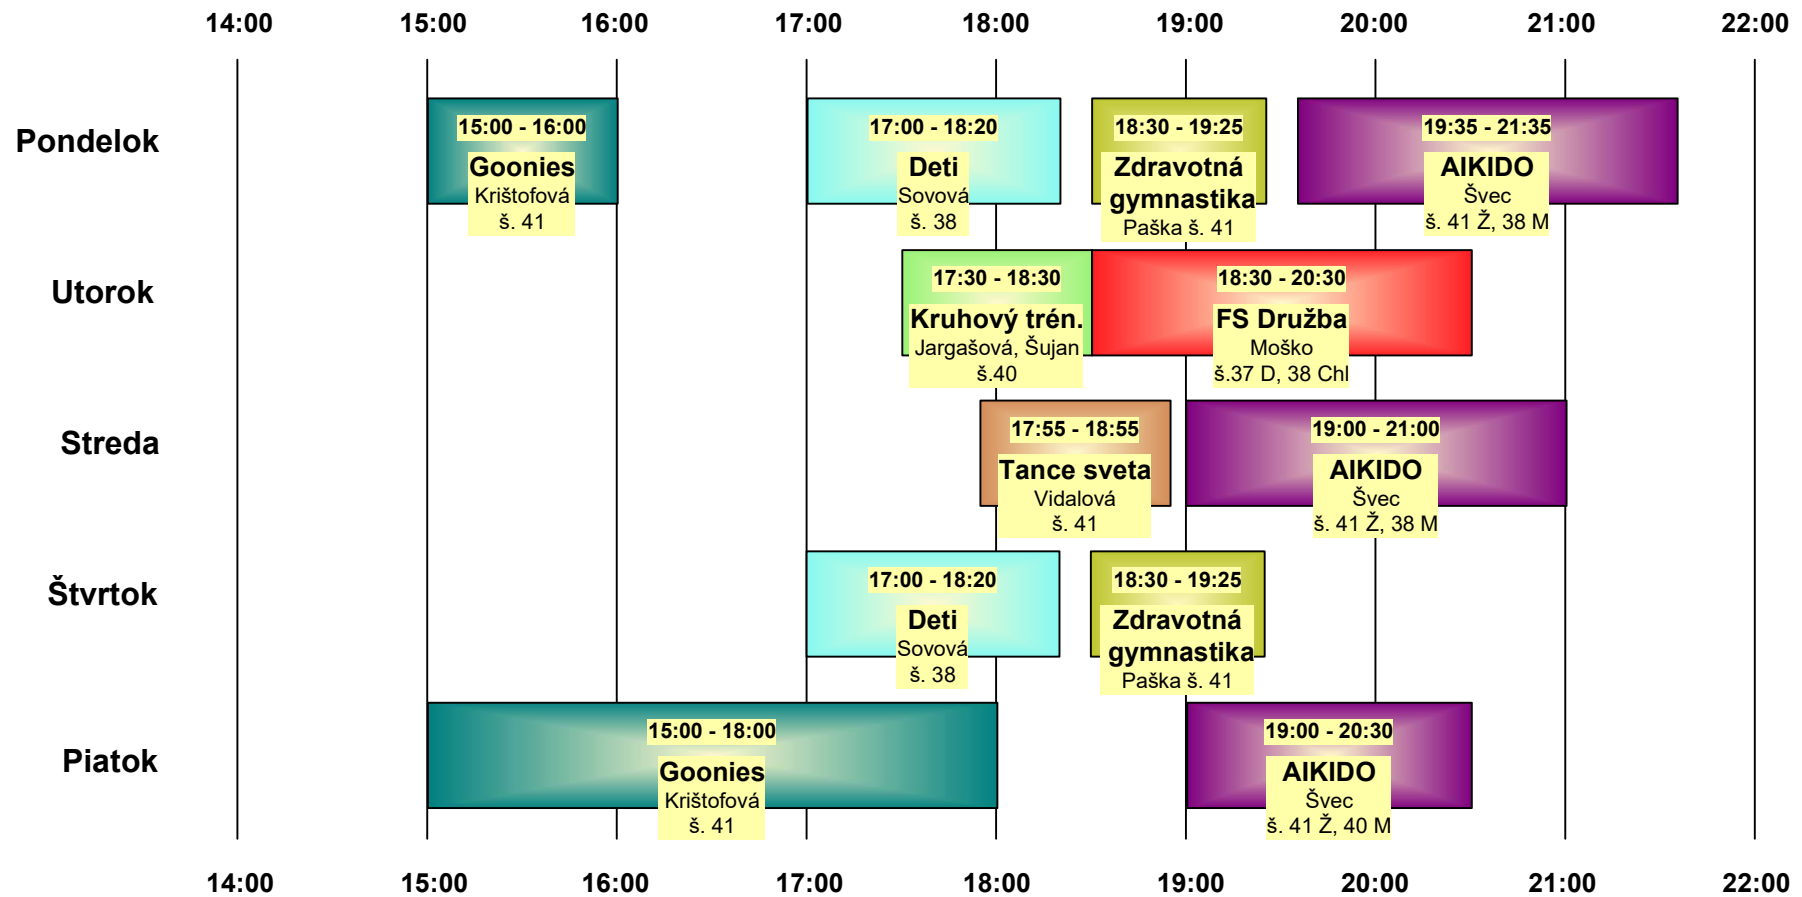 14:00 15:00 16:00 17:00 18:00 19:00 20:00 21:00 22:00
Pondelok
15:00 - 16:00
Goonies
Krištofová
š. 41
17:00 - 18:20
Deti
Sovová
š. 38
18:30 - 19:25
Zdravotná
gymnastika
Paška š. 41
19:35 - 21:35
AIKIDO
Švec
š. 41 Ž, 38 M
Utorok
17:30 - 18:30
Kruhový trén.
Jargašová, Šujan
š.40
18:30 - 20:30
FS Družba
Moško
š.37 D, 38 Chl
Streda
17:55 - 18:55
Tance sveta
Vidalová
š. 41
19:00 - 21:00
AIKIDO
Švec
š. 41 Ž, 38 M
Štvrtok
17:00 - 18:20
Deti
Sovová
š. 38
18:30 - 19:25
Zdravotná
gymnastika
Paška š. 41
Piatok
15:00 - 18:00
Goonies
Krištofová
š. 41
19:00 - 20:30
AIKIDO
Švec
š. 41 Ž, 40 M
14:00 15:00 16:00 17:00 18:00 19:00 20:00 21:00 22:00